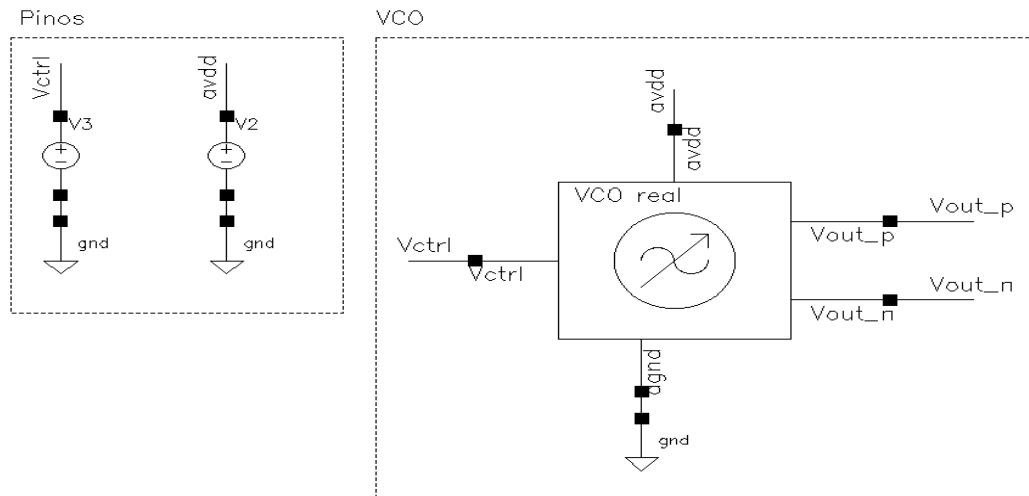 Pinos
Vctrl
V3
gnd
avdd
V2
gnd
VCO
avdd
avdd
VCO real
Vctrl
Vctrl
Vout_p
Vout_p
Vout_n
Vout_n
agnd
gnd